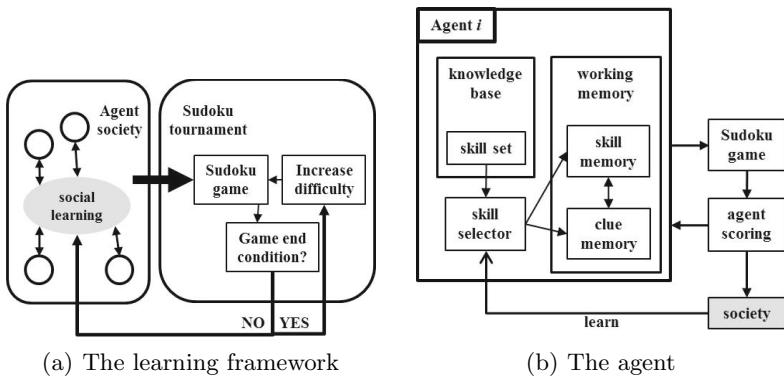 Agent
society
social
learning
Sudoku
tournament
Sudoku
game
Increase
difficulty
Game end
condition?
NO
YES
(a) The learning framework
Agent i
knowledge
base
skill set
skill
selector
working
memory
skill
memory
clue
memory
Sudoku
game
agent
scoring
society
learn
(b) The agent